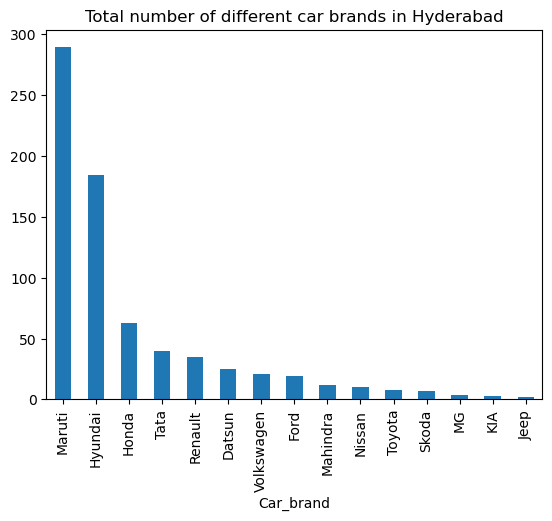 Total number of different car brands in Hyderabad
300
250
200
150
100
50
0
Maruti
Hyundai
Honda
Tata
Renault
Datsun
Volkswagen
Ford
Mahindra
Nissan
Toyota
Skoda
MG
KIA
Jeep
Car_brand